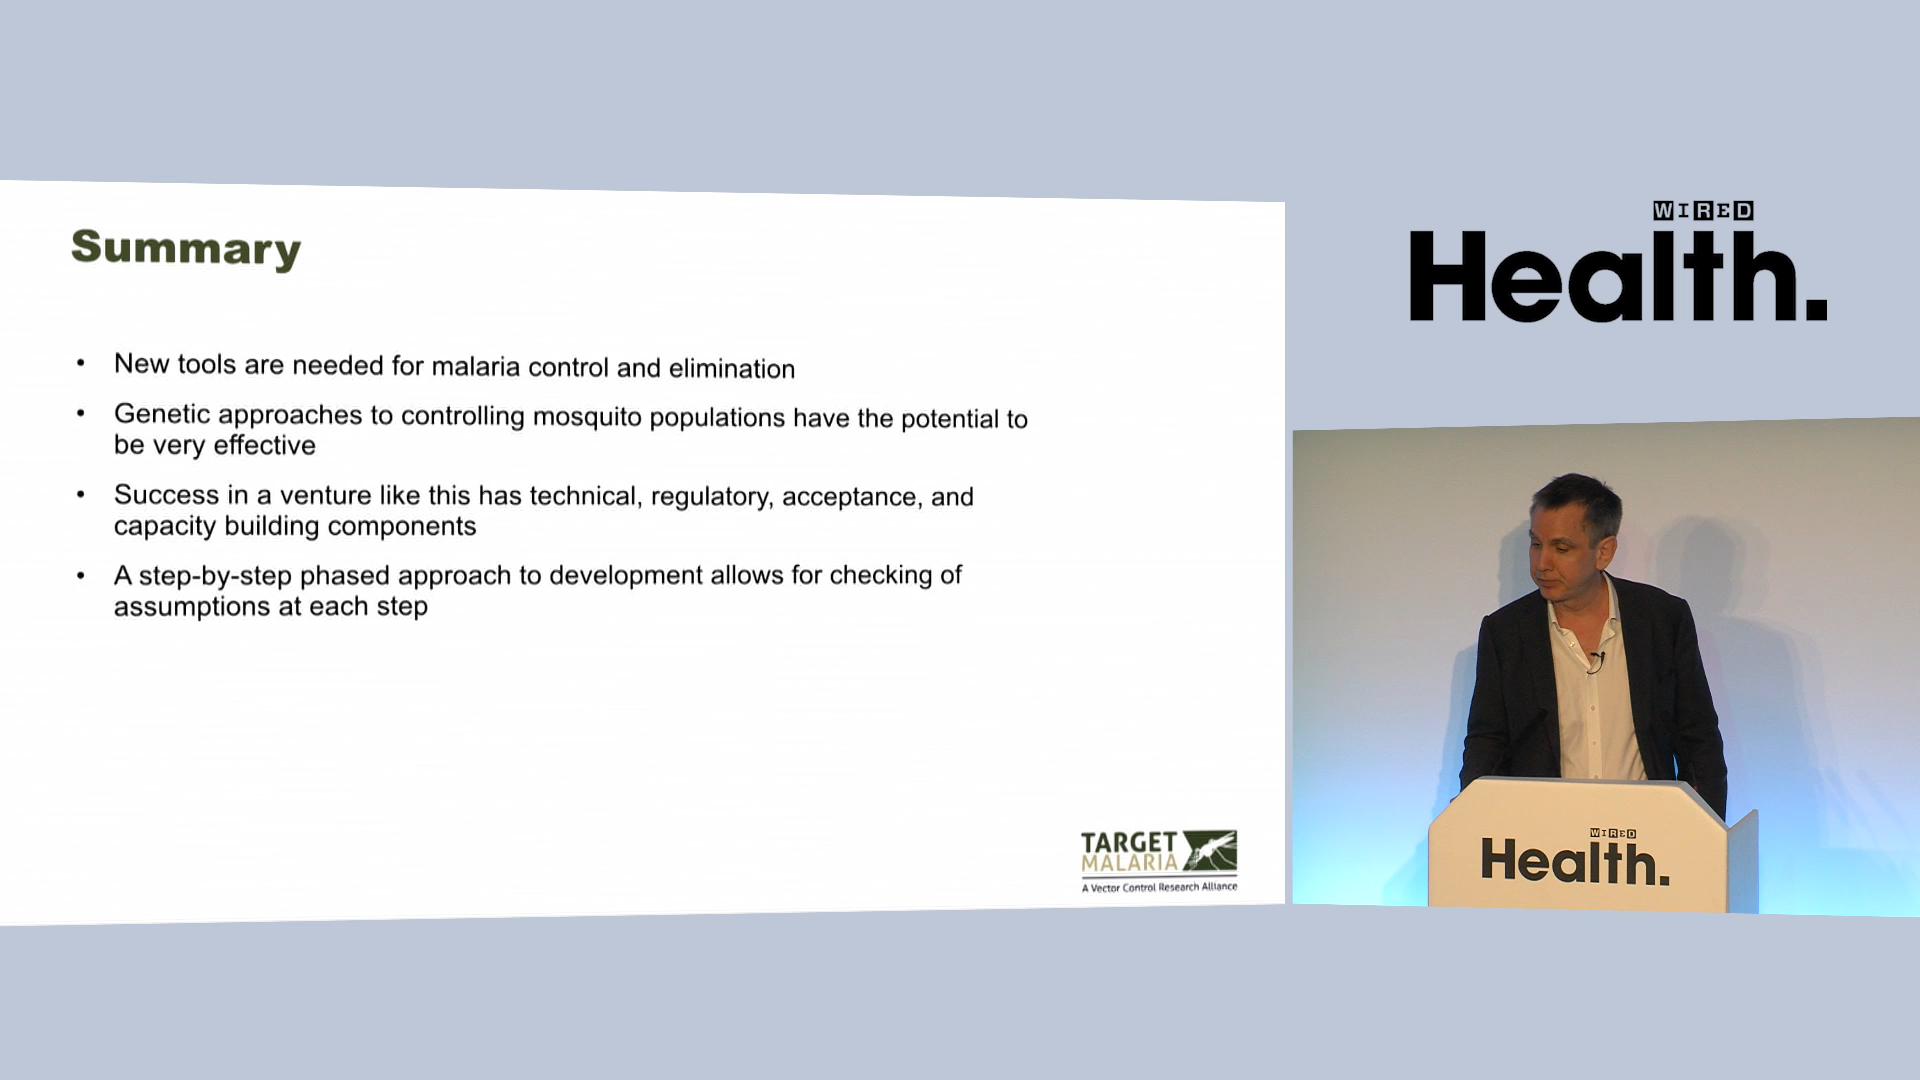 Summary
• New tools are needed for malaria control and elimination
• Genetic approaches to controlling mosquito populations have the potential to
be very effective
• Success in a venture like this has technical, regulatory, acceptance, and
capacity building components
• A step-by-step phased approach to development allows for checking of
assumptions at each step
TARGET
MALARIA
A Vector Control Research Alliance
WIRED
Health.
WIRED
Health.